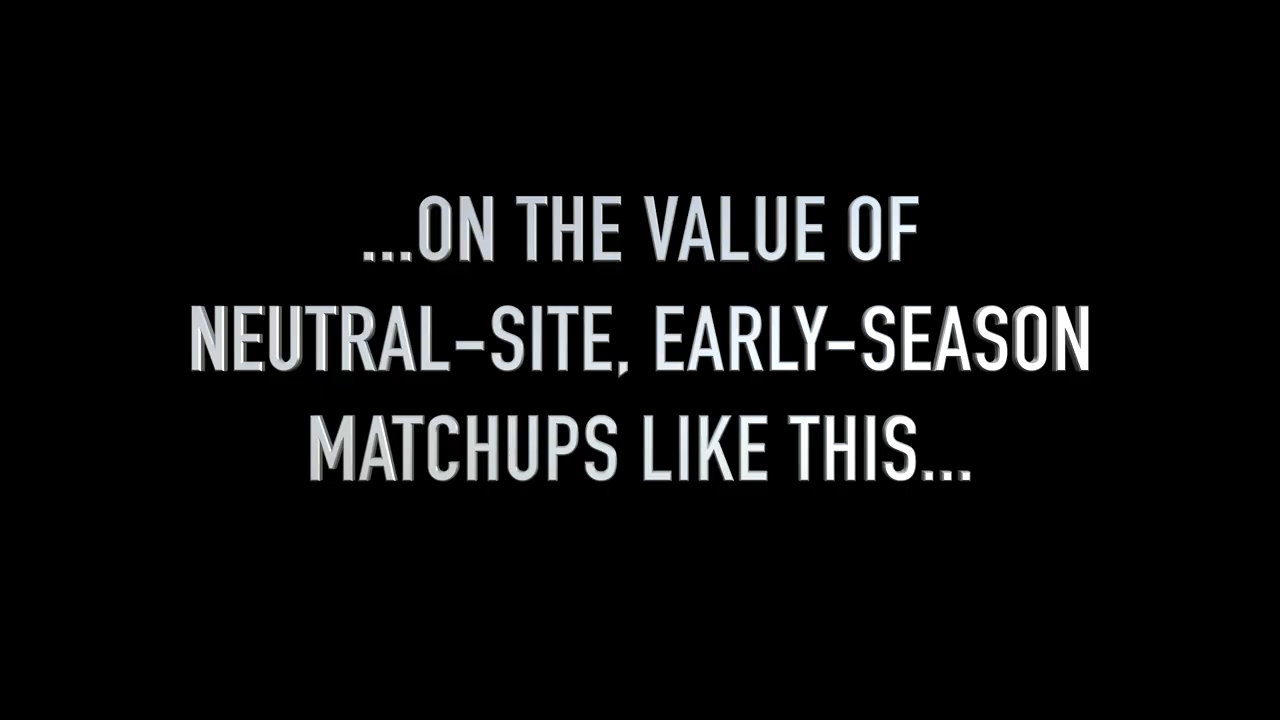 ...ON THE VALUE OF
NEUTRAL-SITE, EARLY-SEASON
MATCHUPS LIKE THIS...